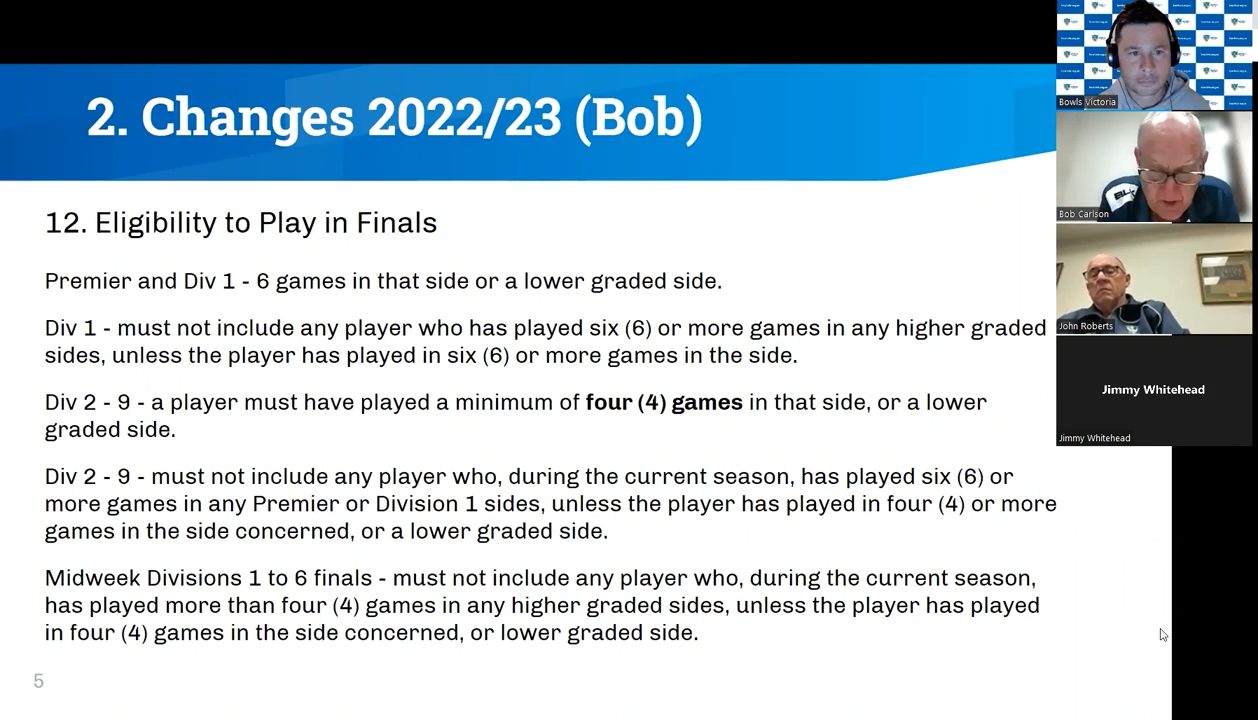 2. Changes 2022/23 (Bob)
12. Eligibility to Play in Finals
Premier and Div 1 - 6 games in that side or a lower graded side.
Div 1 - must not include any player who has played six (6) or more games in any higher graded
sides, unless the player has played in six (6) or more games in the side.
Div 2 - 9 - a player must have played a minimum of four (4) games in that side, or a lower
graded side.
Div 2 - 9 - must not include any player who, during the current season, has played six (6) or
more games in any Premier or Division 1 sides, unless the player has played in four (4) or more
games in the side concerned, or a lower graded side.
Midweek Divisions 1 to 6 finals - must not include any player who, during the current season,
has played more than four (4) games in any higher graded sides, unless the player has played
in four (4) games in the side concerned, or lower graded side.
5
Bowls Victoria
Bob Carlson
John Roberts
Jimmy Whitehead
Jimmy Whitehead